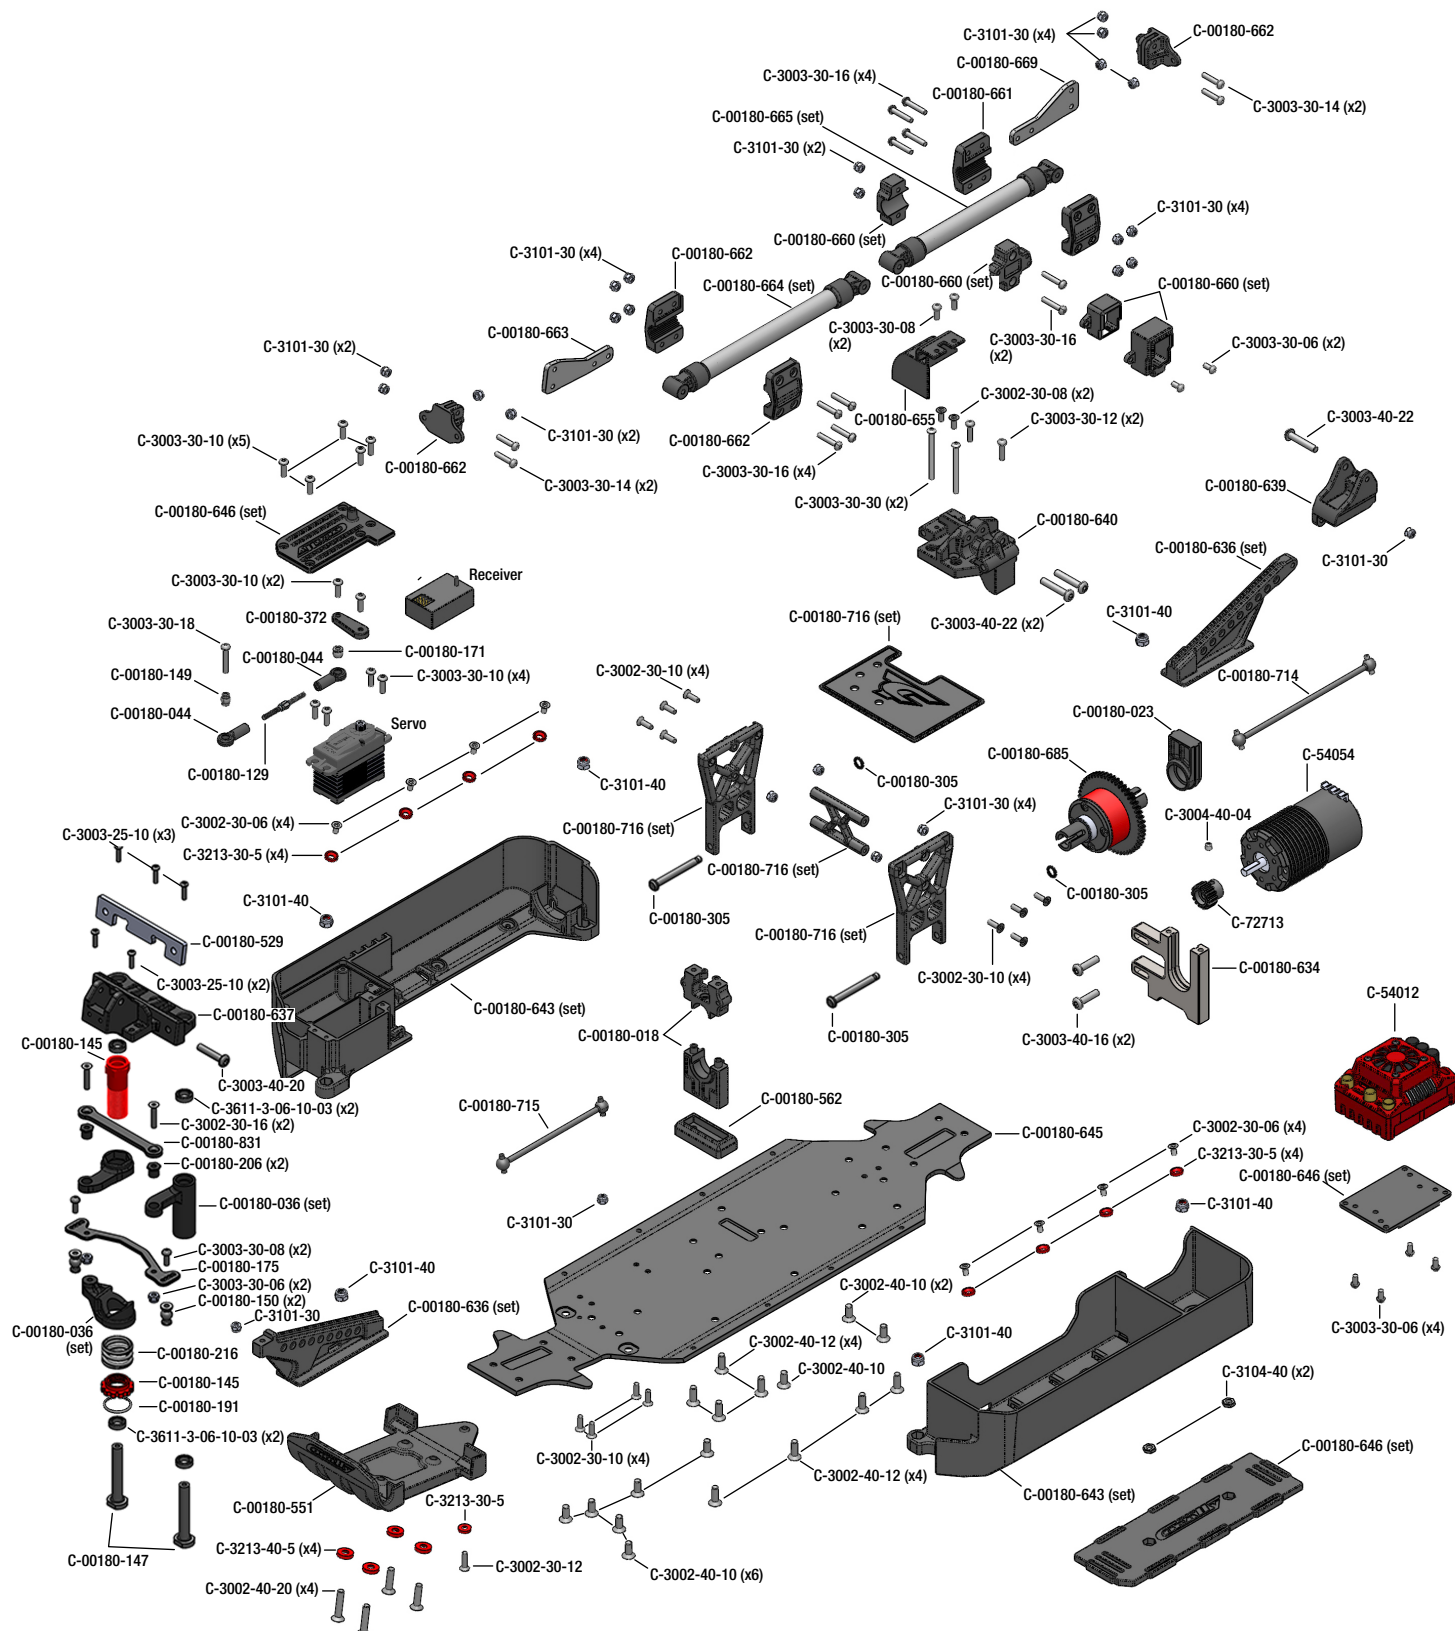 C-3101-30 (x4)
C-00180-662
C-00180-669
C-3003-30-16 (x4)
C-00180-661
C-3003-30-14 (x2)
C-00180-665 (set)
C-3101-30 (x2)
C-3101-30 (x4)
C-00180-660 (set)
C-3101-30 (x4)
C-00180-662
C-00180-664 (set)
C-00180-660 (set)
C-00180-660 (set)
C-3003-30-08
(x2)
C-3003-30-16
(x2)
C-3003-30-06 (x2)
C-00180-663
C-3101-30 (x2)
C-3002-30-08 (x2)
C-00180-655
C-3003-30-12 (x2)
C-3003-40-22
C-3101-30 (x2)
C-00180-662
C-3003-30-10 (x5)
C-00180-662
C-3003-30-16 (x4)
C-3003-30-14 (x2)
C-3003-30-30 (x2)
C-00180-639
C-00180-646 (set)
C-00180-640
C-00180-636 (set)
C-3101-30
C-3003-30-10 (x2)
Receiver
C-3101-40
C-00180-372
C-3003-30-18
C-00180-716 (set)
C-3003-40-22 (x2)
C-00180-171
C-00180-044
C-3002-30-10 (x4)
C-00180-149
C-3003-30-10 (x4)
C-00180-714
C-00180-044
Servo
C-00180-023
C-00180-129
C-3101-40
C-00180-305
C-00180-685
C-54054
C-3101-30 (x4)
C-3004-40-04
C-3002-30-06 (x4)
C-3003-25-10 (x3)
C-3213-30-5 (x4)
C-00180-716 (set)
C-00180-716 (set)
C-00180-305
C-3101-40
C-00180-305
C-72713
C-00180-529
C-00180-716 (set)
C-00180-634
C-3002-30-10 (x4)
C-3003-25-10 (x2)
C-00180-637
C-00180-643 (set)
C-54012
C-00180-018
C-00180-305
C-3003-40-16 (x2)
C-00180-145
C-3003-40-20
C-3611-3-06-10-03 (x2)
C-00180-715
C-00180-562
C-3002-30-16 (x2)
C-00180-645
C-3002-30-06 (x4)
C-00180-831
C-3213-30-5 (x4)
C-00180-206 (x2)
C-00180-646 (set)
C-00180-036 (set)
C-3101-40
C-3101-30
C-3003-30-08 (x2)
C-00180-175
C-3101-40
C-3003-30-06 (x2)
C-3002-40-10 (x2)
C-00180-150 (x2)
C-00180-636 (set)
C-3101-30
C-00180-036
(set)
C-3101-40
C-3003-30-06 (x4)
C-3002-40-12 (x4)
C-00180-216
C-3002-40-10
C-3104-40 (x2)
C-00180-145
C-00180-191
C-3611-3-06-10-03 (x2)
C-3002-30-10 (x4)
C-3002-40-12 (x4)
C-00180-646 (set)
C-00180-643 (set)
C-00180-551
C-3213-30-5
C-3213-40-5 (x4)
C-00180-147
C-3002-30-12
C-3002-40-10 (x6)
C-3002-40-20 (x4)